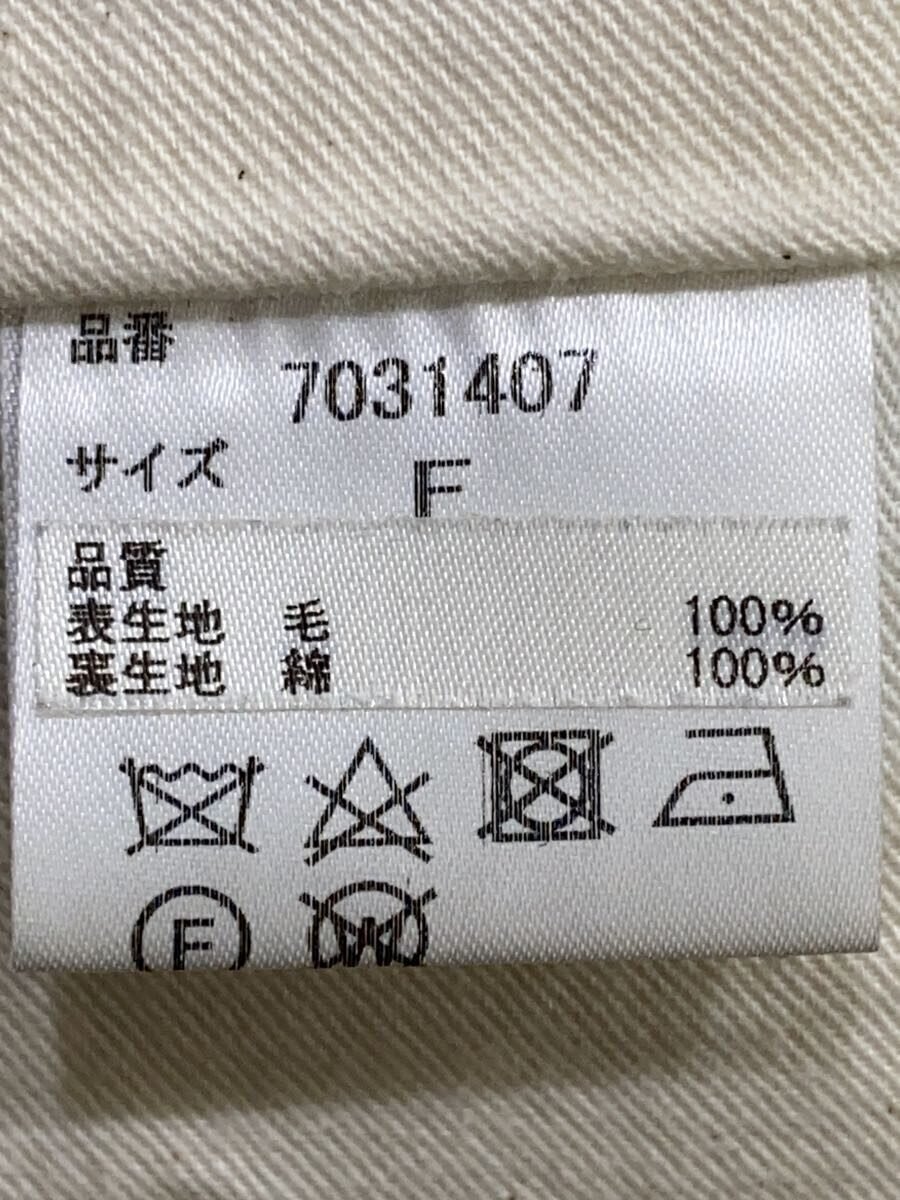 品番
7031407
サイズ
F
品質
表生地 毛 100%
裏生地 綿 100%
F
W